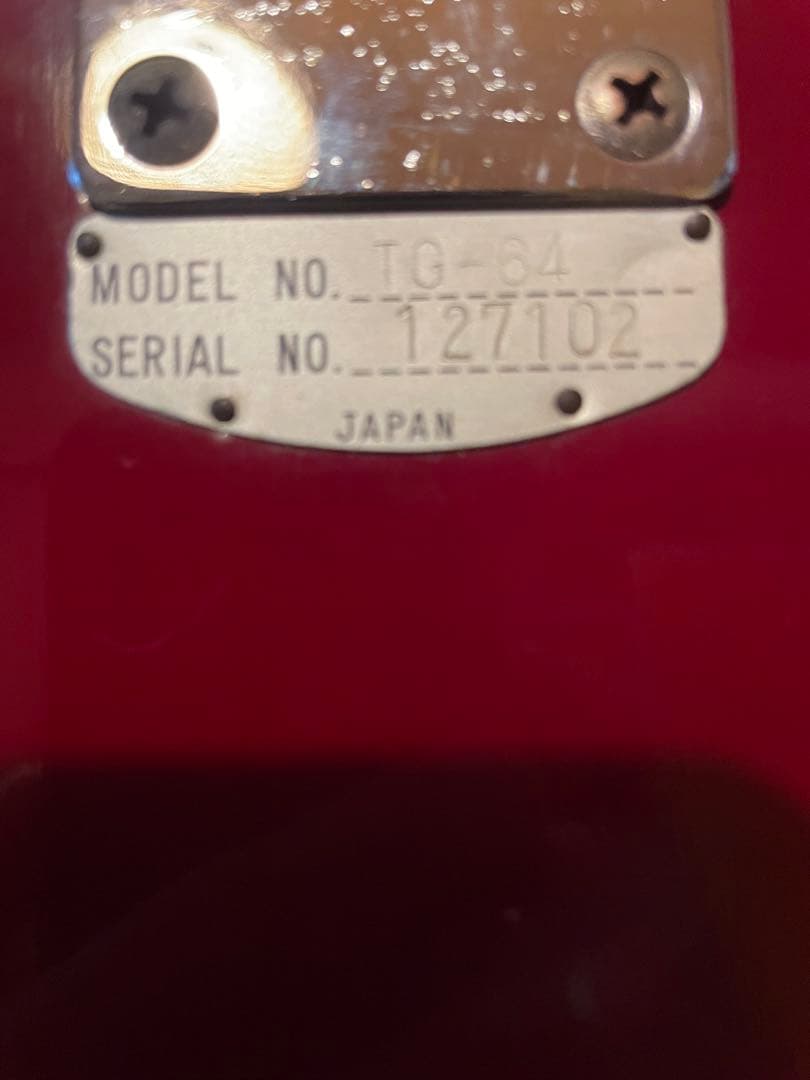 MODEL NO. TG-64
SERIAL NO. 127102
JAPAN